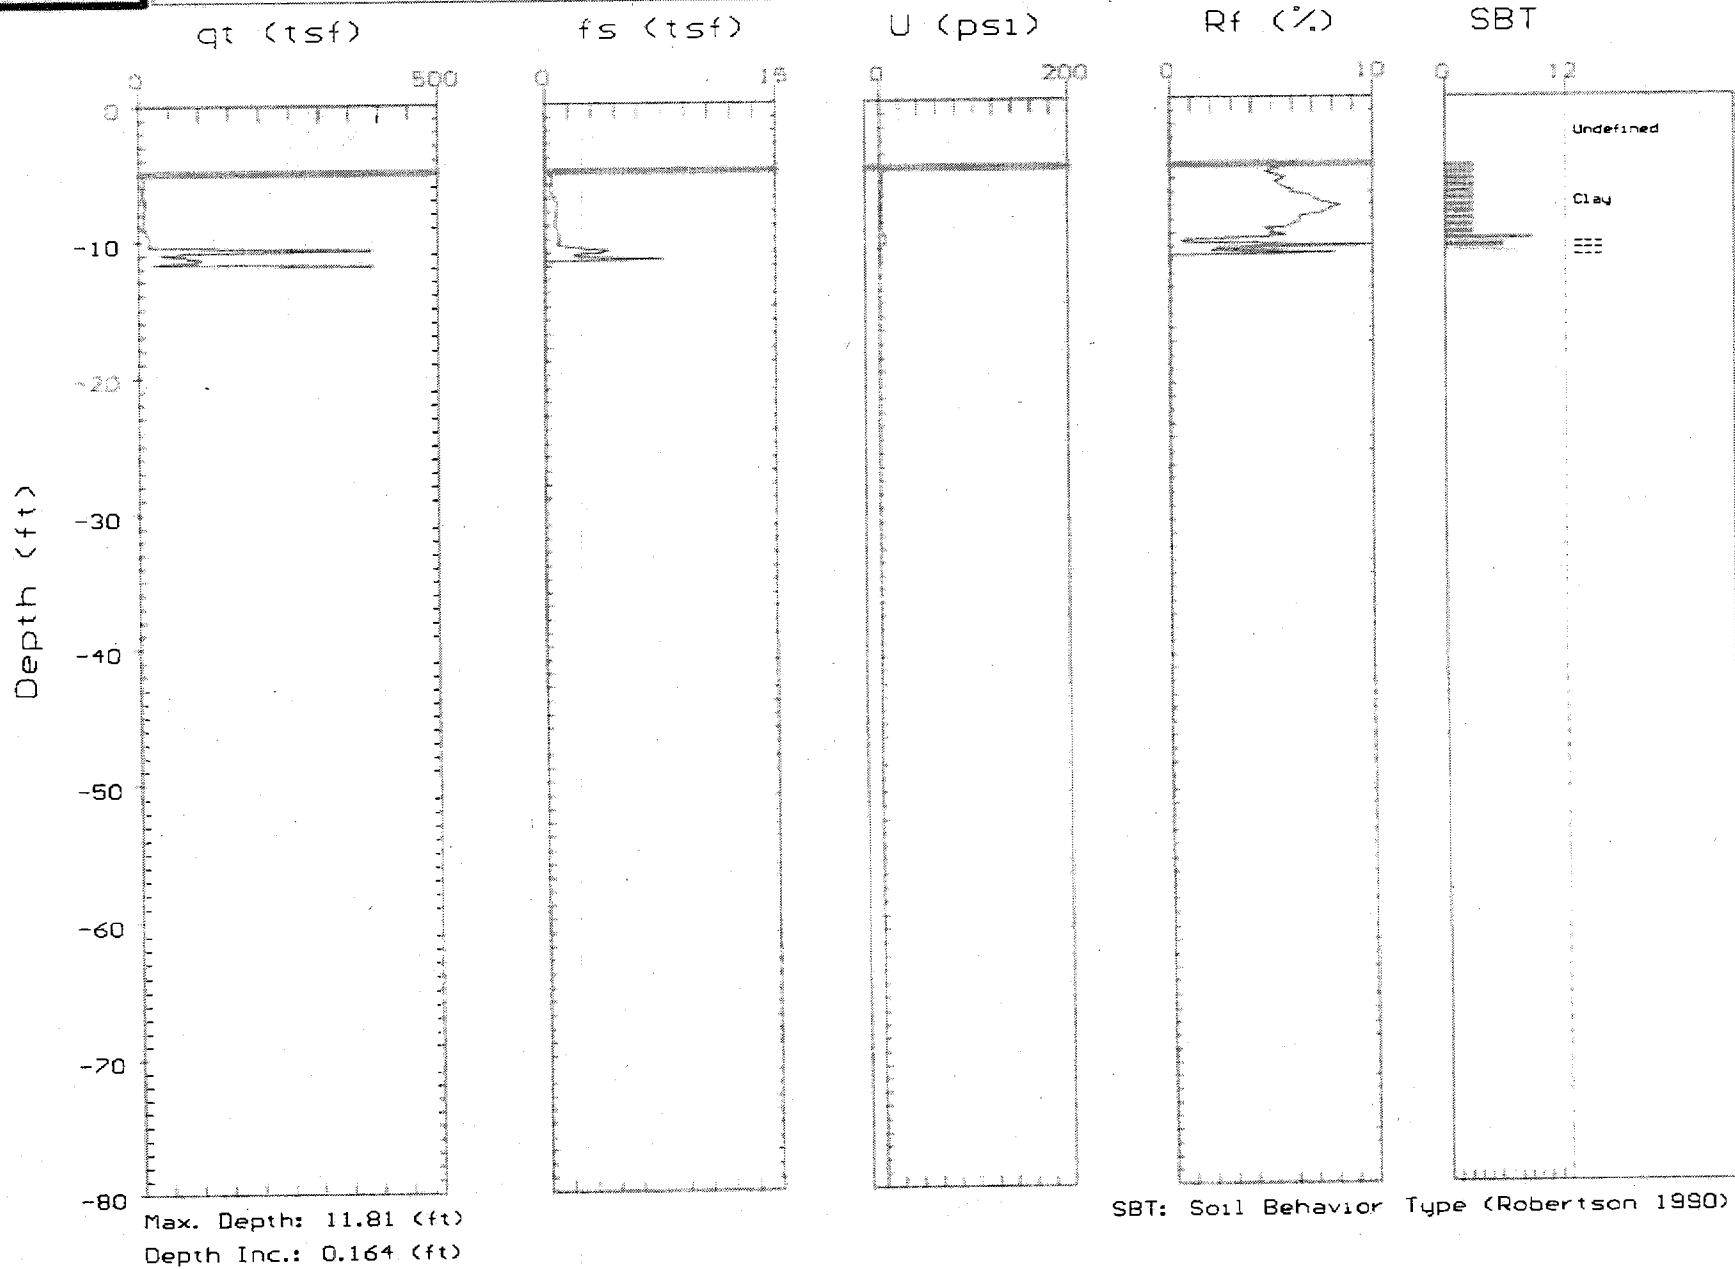 qt (tsf)
fs (tsf)
U (psi)
Rf (%)
SBT
0 500
0 15
0 200
0 10
0 12
0
-10
-20
-30
-40
-50
-60
-70
-80
Depth (ft)
Undefined
Clay
Max. Depth: 11.81 (ft)
Depth Inc.: 0.164 (ft)
SBT: Soil Behavior Type (Robertson 1990)